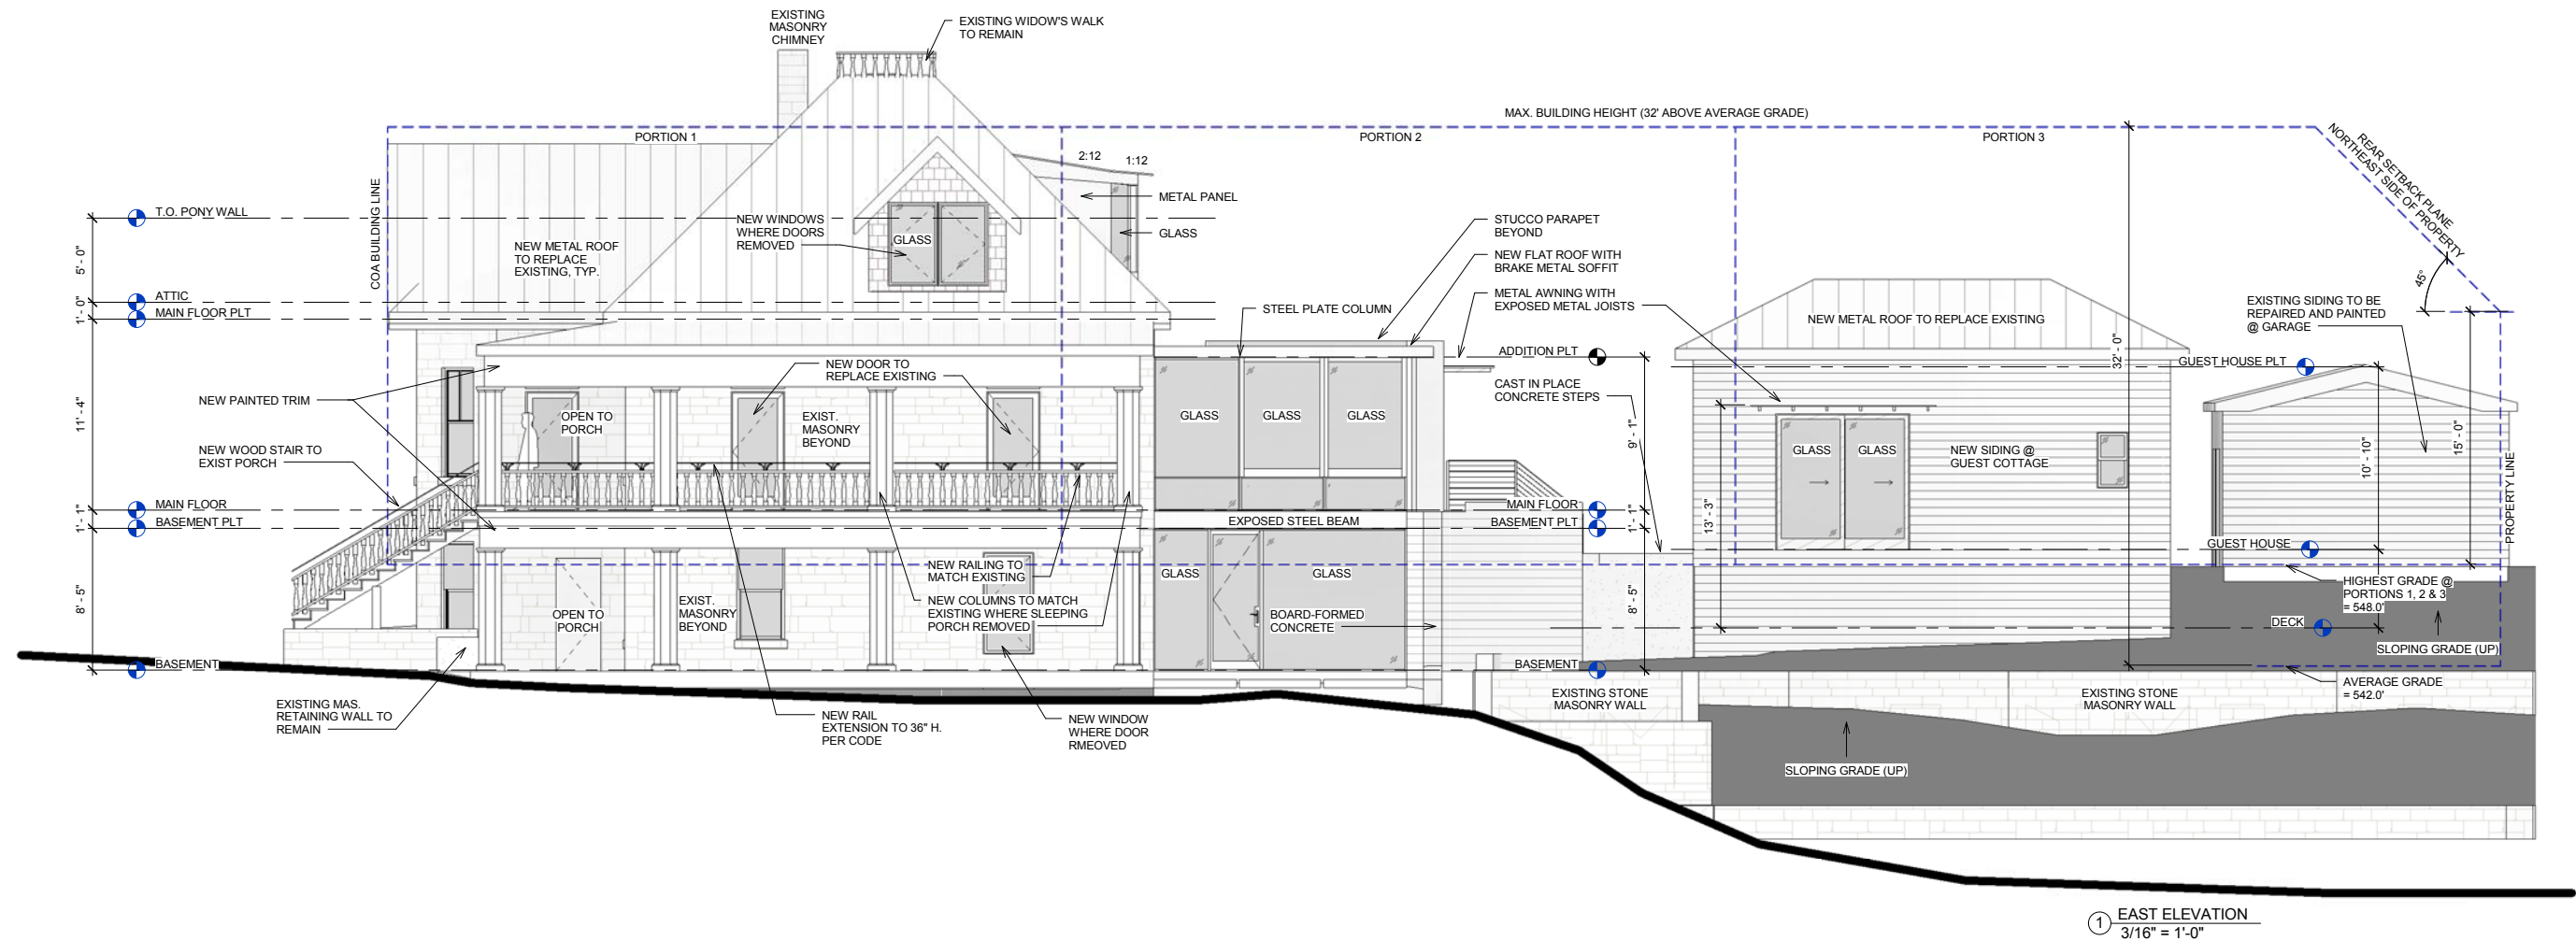 EXISTING
MASONRY
CHIMNEY
EXISTING WIDOW'S WALK
TO REMAIN
MAX. BUILDING HEIGHT (32' ABOVE AVERAGE GRADE)
PORTION 1
PORTION 2
PORTION 3
REAR SETBACK PLANE
NORTHEAST SIDE OF PROPERTY
45°
2:12
1:12
COA BUILDING LINE
METAL PANEL
GLASS
T.O. PONY WALL
5' - 0"
NEW WINDOWS
WHERE DOORS
REMOVED
GLASS
NEW METAL ROOF
TO REPLACE
EXISTING, TYP.
STUCCO PARAPET
BEYOND
NEW FLAT ROOF WITH
BRAKE METAL SOFFIT
METAL AWNING WITH
EXPOSED METAL JOISTS
STEEL PLATE COLUMN
ATTIC
1' - 0"
MAIN FLOOR PLT
NEW METAL ROOF TO REPLACE EXISTING
EXISTING SIDING TO BE
REPAIRED AND PAINTED
@ GARAGE
32' - 0"
ADDITION PLT
GUEST HOUSE PLT
NEW DOOR TO
REPLACE EXISTING
CAST IN PLACE
CONCRETE STEPS
NEW PAINTED TRIM
11' - 4"
OPEN TO
PORCH
EXIST.
MASONRY
BEYOND
GLASS
GLASS
GLASS
9' - 1"
GLASS
GLASS
NEW SIDING @
GUEST COTTAGE
10' - 10"
15' - 0"
PROPERTY LINE
NEW WOOD STAIR TO
EXIST PORCH
13' - 3"
MAIN FLOOR
1' - 1"
BASEMENT PLT
MAIN FLOOR
1' - 1"
BASEMENT PLT
EXPOSED STEEL BEAM
GUEST HOUSE
NEW RAILING TO
MATCH EXISTING
NEW COLUMNS TO MATCH
EXISTING WHERE SLEEPING
PORCH REMOVED
GLASS
GLASS
HIGHEST GRADE @
PORTIONS 1, 2 & 3
= 548.0'
8' - 5"
OPEN TO
PORCH
EXIST.
MASONRY
BEYOND
BOARD-FORMED
CONCRETE
8' - 5"
DECK
SLOPING GRADE (UP)
BASEMENT
BASEMENT
AVERAGE GRADE
= 542.0'
EXISTING STONE
MASONRY WALL
EXISTING STONE
MASONRY WALL
EXISTING MAS.
RETAINING WALL TO
REMAIN
NEW RAIL
EXTENSION TO 36" H.
PER CODE
NEW WINDOW
WHERE DOOR
RMEOVED
SLOPING GRADE (UP)
1
EAST ELEVATION
3/16" = 1'-0"